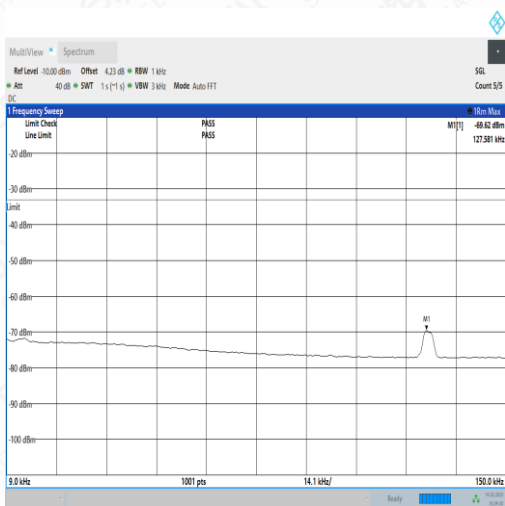 MultiView Spectrum
Ref Level -10.00 dBm Offset 4.23 dB RBW 1 kHz SGL
Att 40 dB SWT 1 s (~1 s) VBW 3 kHz Mode Auto FFT Count 5/5
DC
1 Frequency Sweep 1Rm Max
Limit Check PASS M1[1] -69.62 dBm
Line Limit PASS 127.581 kHz
-20 dBm
-30 dBm
Limit
-40 dBm
-50 dBm
-60 dBm
M1
-70 dBm
-80 dBm
-90 dBm
-100 dBm
9.0 kHz 1001 pts 14.1 kHz/ 150.0 kHz
Ready